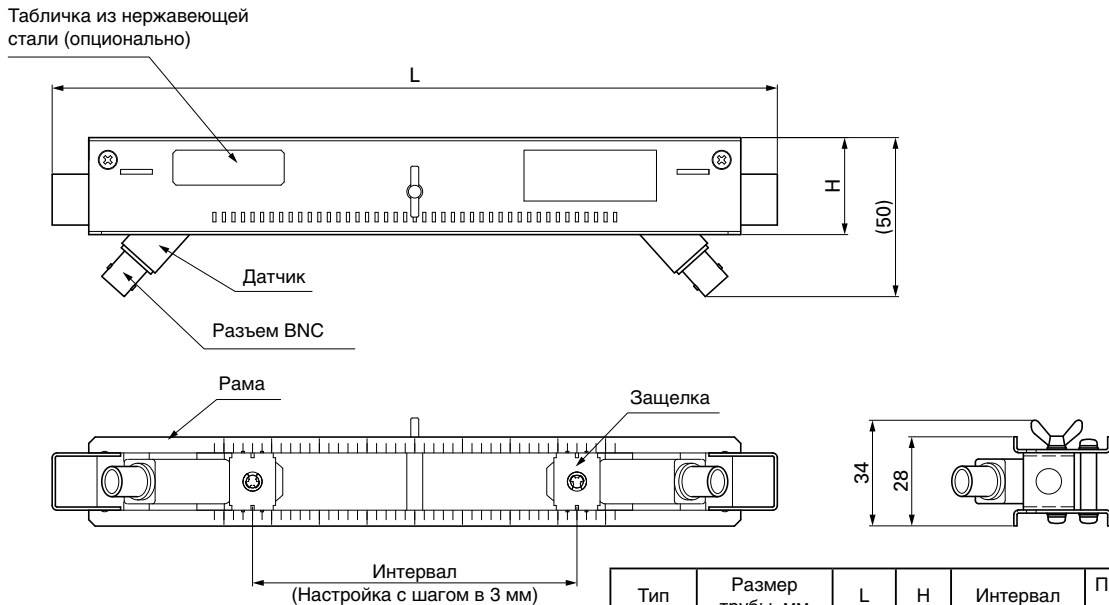 Табличка из нержавеющей
стали (опционально)
L
H
(50)
Датчик
Разъем BNC
Рама
Защелка
34
28
Интервал
(Настройка с шагом в 3 мм)
Тип
Размер
L
H
Интервал